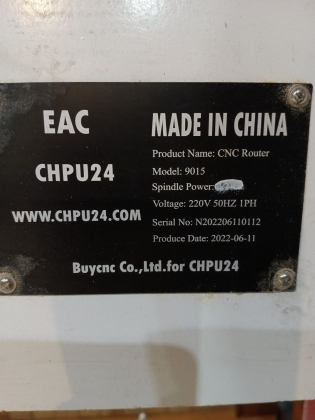 EAC
CHPU24
WWW.CHPU24.COM
MADE IN CHINA
Product Name: CNC Router
Model: 9015
Spindle Power:
Voltage: 220V 50HZ 1PH
Serial No: N202206110112
Produce Date: 2022-06-11
Buycnc Co.,Ltd.for CHPU24